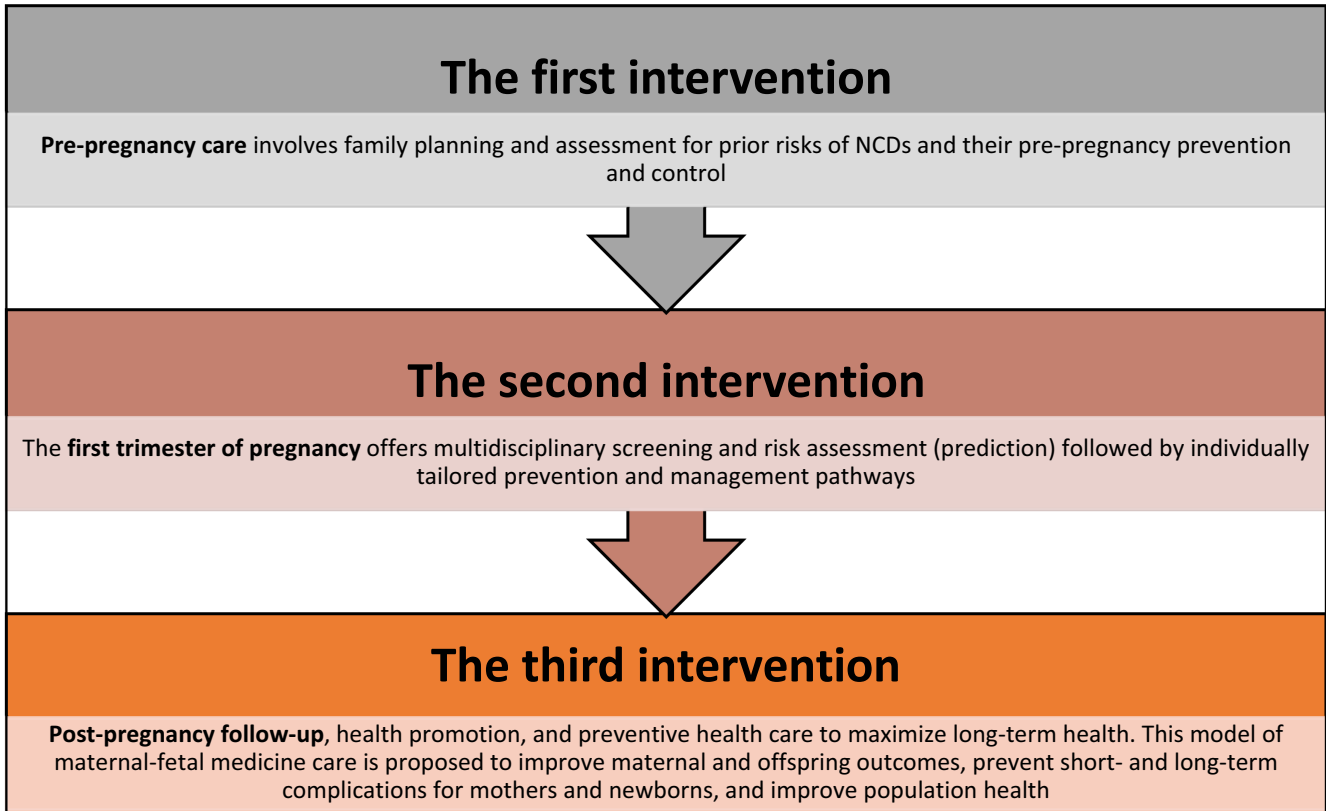 The first intervention
Pre-pregnancy care involves family planning and assessment for prior risks of NCDs and their pre-pregnancy prevention
and control
The second intervention
The first trimester of pregnancy offers multidisciplinary screening and risk assessment (prediction) followed by individually
tailored prevention and management pathways
The third intervention
Post-pregnancy follow-up, health promotion, and preventive health care to maximize long-term health. This model of
maternal-fetal medicine care is proposed to improve maternal and offspring outcomes, prevent short- and long-term
complications for mothers and newborns, and improve population health